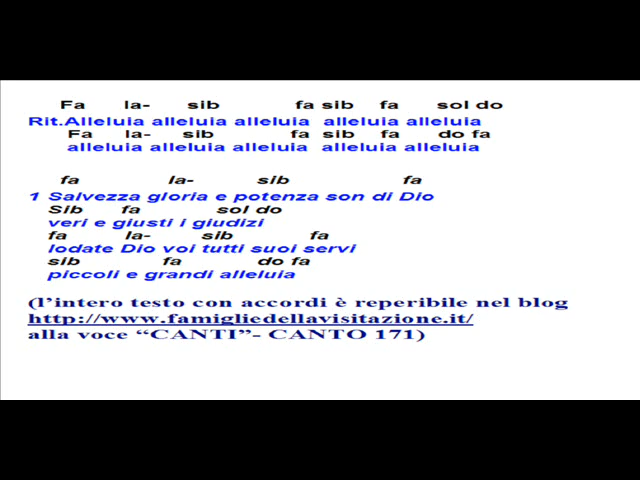 Fa la- sib fa sib fa sol do
Rit.Alleluia alleluia alleluia alleluia alleluia
Fa la- sib fa sib fa do fa
alleluia alleluia alleluia alleluia alleluia
fa la- sib fa
1 Salvezza gloria e potenza son di Dio
Sib fa sol do
veri e giusti i giudizi
fa la- sib fa
lodate Dio voi tutti suoi servi
sib fa do fa
piccoli e grandi alleluia
(l’intero testo con accordi è reperibile nel blog
http://www.famigliedellavisitazione.it/
alla voce “CANTI”- CANTO 171)